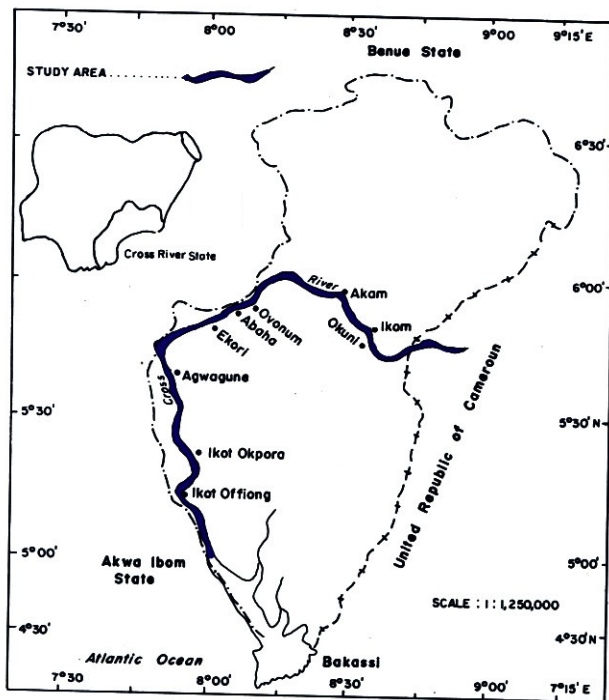 7°30' 8°00' 8°30' 9°00' 9°15' E
Benue State
STUDY AREA ..........
6°30'
Cross River State
River
Akam
6°00'
Ikom
Okuni
Ovonum
Abaha
Ekori
Agwagune
Cross
5°30' 5°30'N
Ikot Okpora
Ikot Offiong
United Republic of Cameroun
5°00' 5°00'
Akwa Ibom
State
SCALE : 1: 1,250,000
4°30' 4°30'N
Atlantic Ocean
Bakassi
7°30' 8°00' 8°30' 9°00' 7°15' E